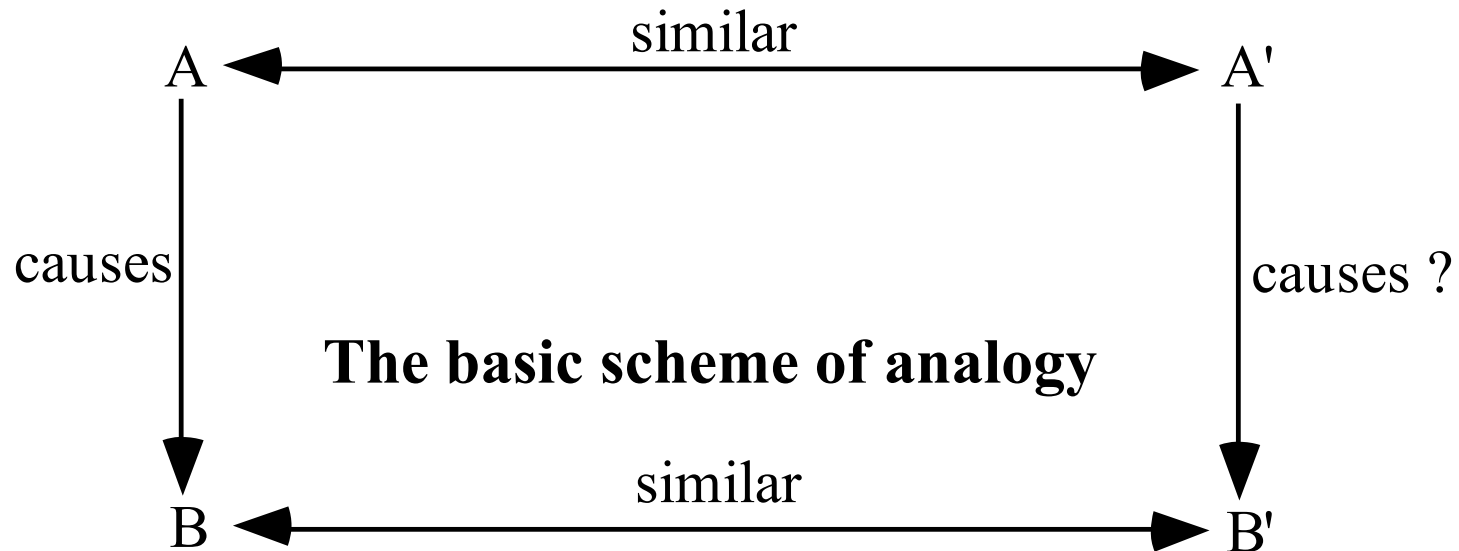 similar
A
A'
causes
causes ?
The basic scheme of analogy
similar
B
B'